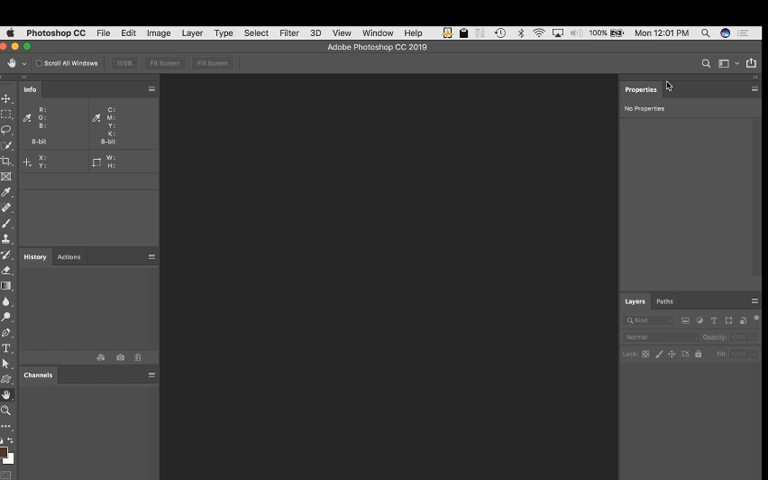 Photoshop CC File Edit Image Layer Type Select Filter 3D View Window Help 100% Mon 12:01 PM
Adobe Photoshop CC 2019
Scroll All Windows 100% Fit Screen Fill Screen
Info
R: C:
G: M:
B: Y:
K:
8-bit 8-bit
X: W:
Y: H:
History Actions
Channels
Properties
No Properties
Layers Paths
Kind T
Normal Opacity: 100%
Lock: Fill: 100%